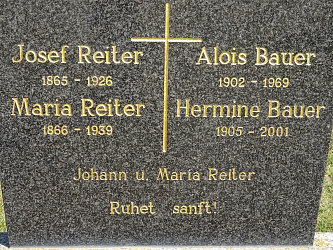 Josef Reiter
1865 - 1926
Maria Reiter
1866 - 1939
Alois Bauer
1902 - 1969
Hermine Bauer
1905 - 2001
Johann u. Maria Reiter
Ruhet sanft!